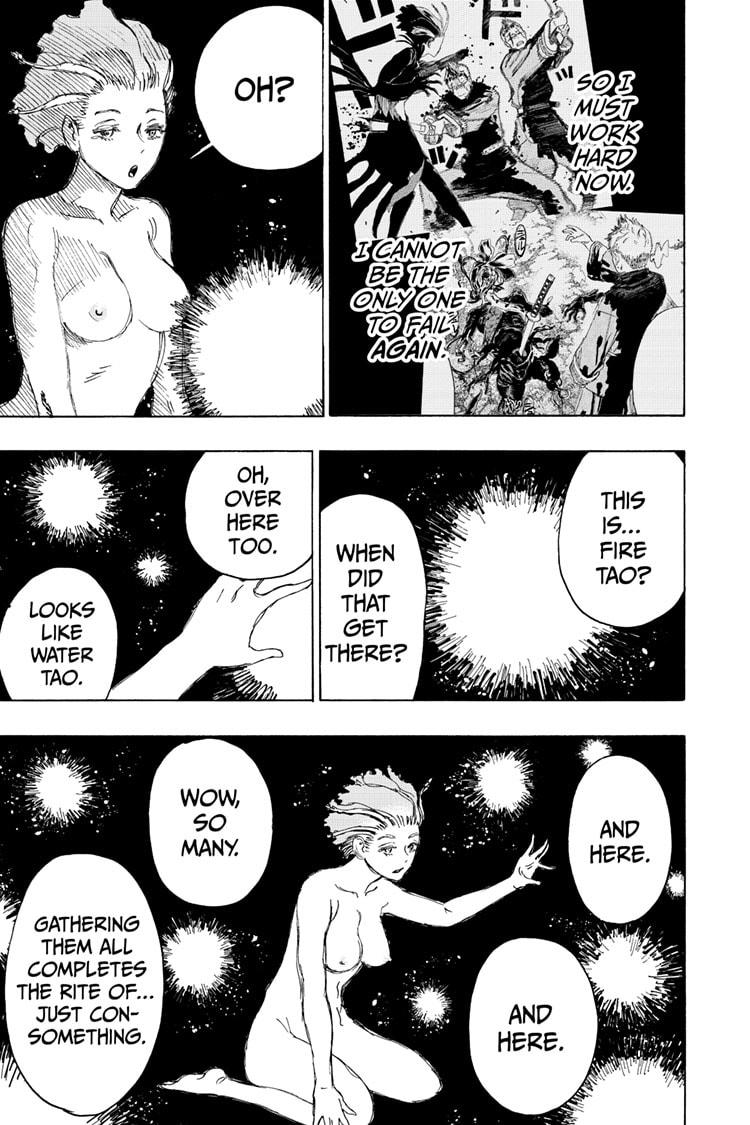 SO I
MUST
WORK
HARD
NOW.
I CANNOT
BE THE
ONLY ONE
TO FAIL
AGAIN.
OH?
THIS
IS...
FIRE
TAO?
WHEN
DID
THAT
GET
THERE?
OH,
OVER
HERE
TOO.
LOOKS
LIKE
WATER
TAO.
AND
HERE.
WOW,
SO
MANY.
AND
HERE.
GATHERING
THEM ALL
COMPLETES
THE RITE OF...
JUST CON-
SOMETHING.